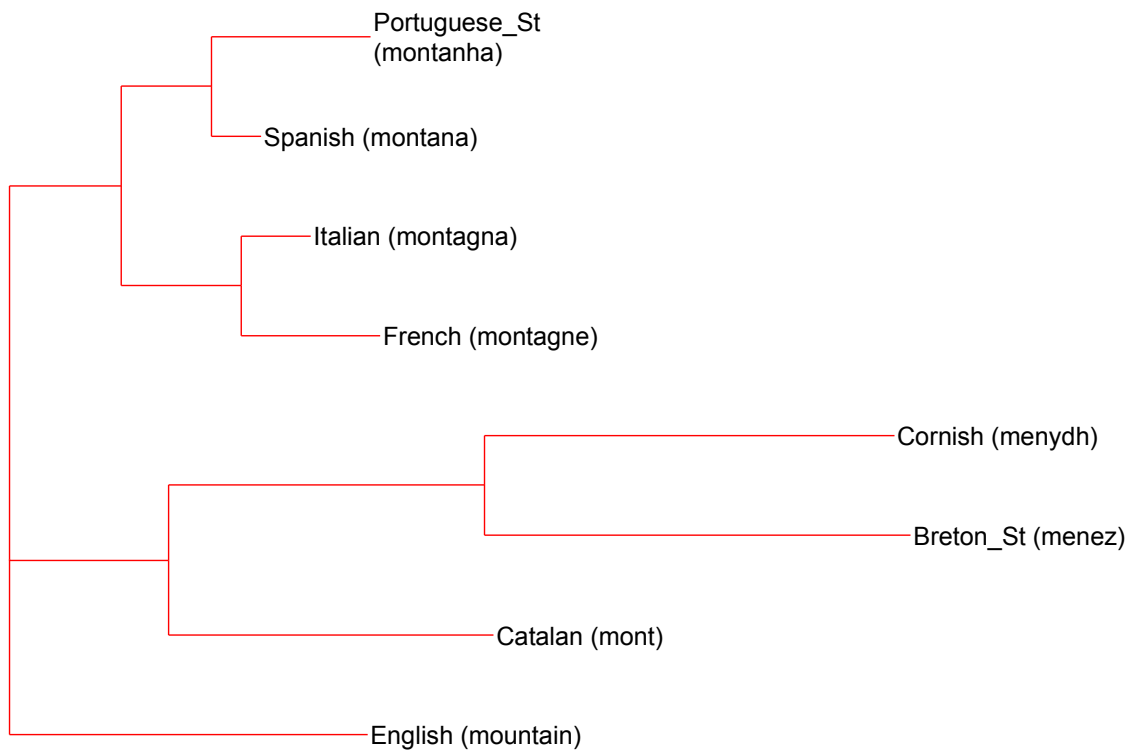 Portuguese_St
(montanha)
Spanish (montana)
Italian (montagna)
French (montagne)
Cornish (menydh)
Breton_St (menez)
Catalan (mont)
English (mountain)